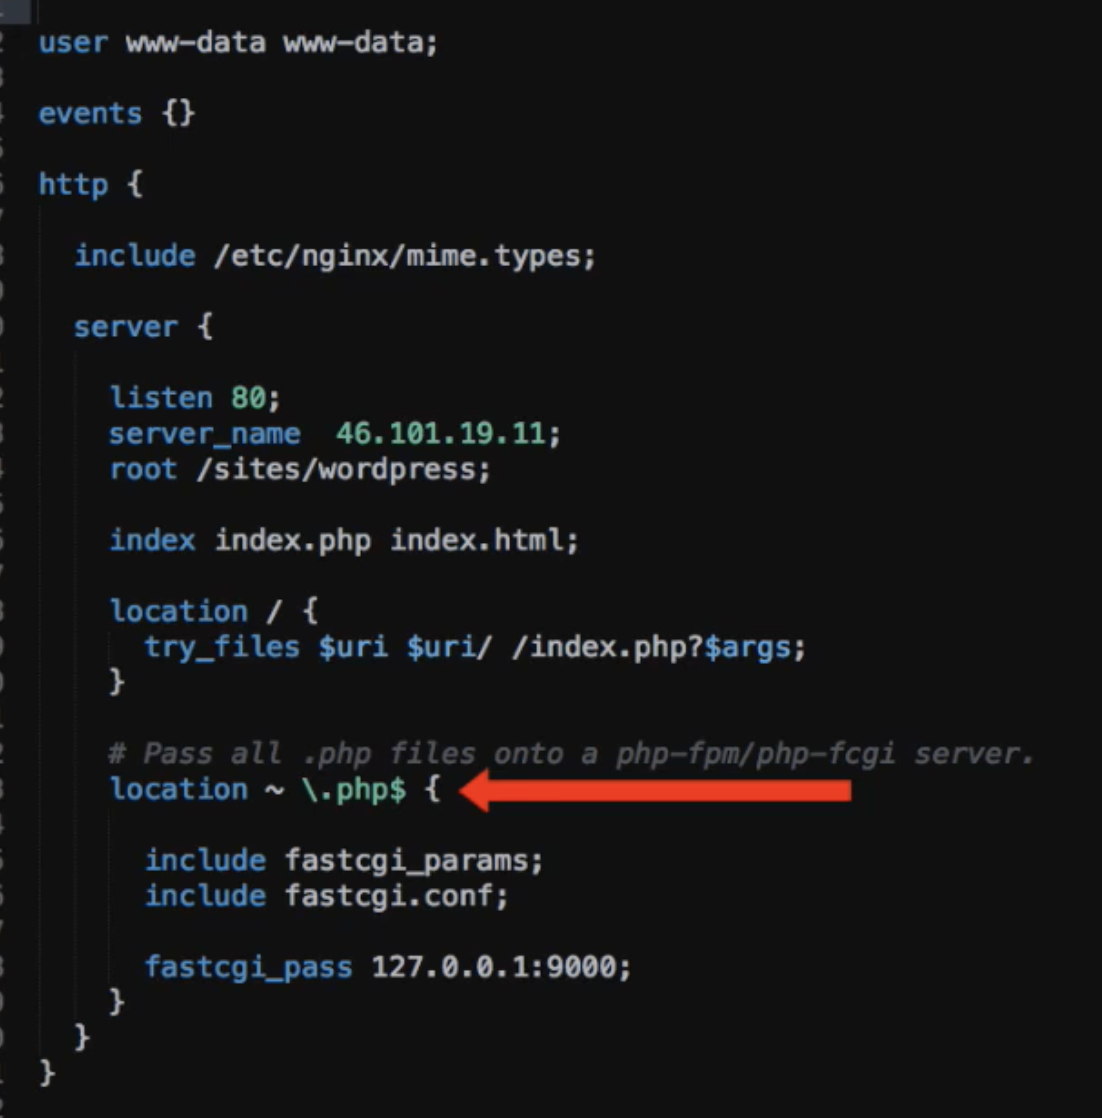 user www-data www-data;
events {}
http {
include /etc/nginx/mime.types;
server {
listen 80;
server_name  46.101.19.11;
root /sites/wordpress;
index index.php index.html;
location / {
try_files $uri $uri/ /index.php?$args;
}
# Pass all .php files onto a php-fpm/php-fcgi server.
location ~ \.php$ {
include fastcgi_params;
include fastcgi.conf;
fastcgi_pass 127.0.0.1:9000;
}
}
}